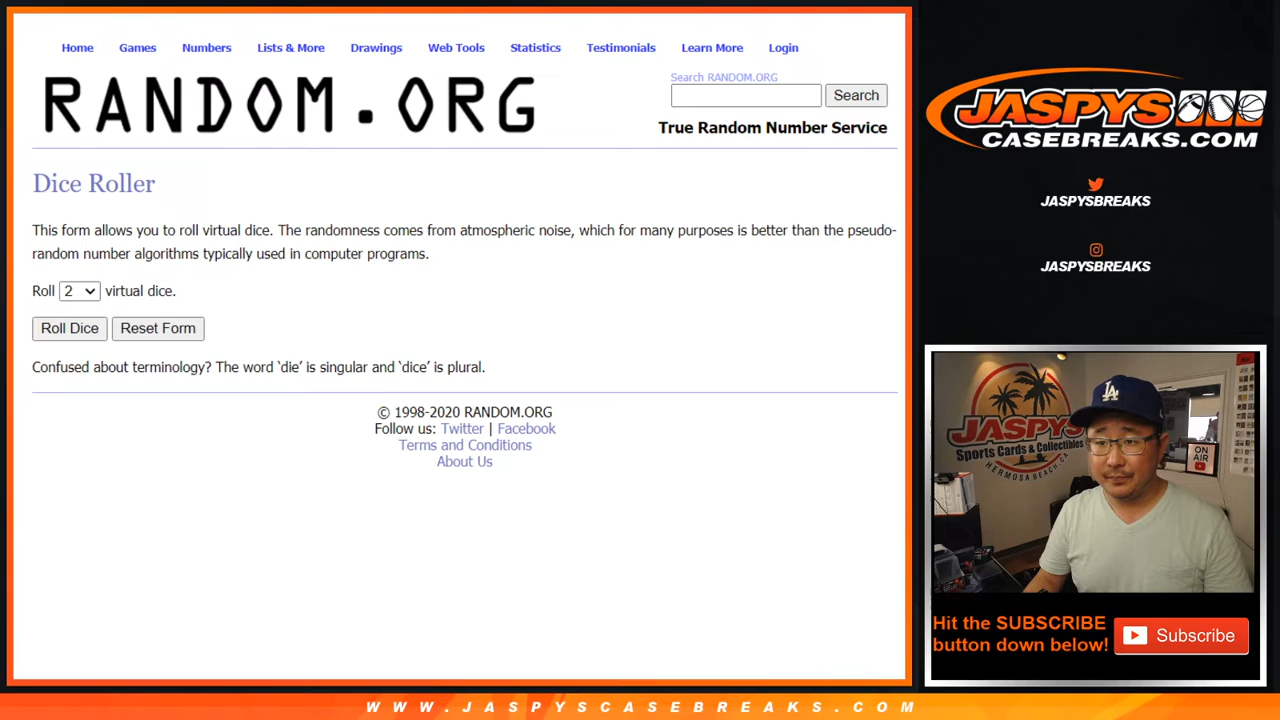 Home Games Numbers Lists & More Drawings Web Tools Statistics Testimonials Learn More Login
RANDOM.ORG
Search RANDOM.ORG
Search
True Random Number Service
Dice Roller
This form allows you to roll virtual dice. The randomness comes from atmospheric noise, which for many purposes is better than the pseudo-
random number algorithms typically used in computer programs.
Roll 2 virtual dice.
Roll Dice Reset Form
Confused about terminology? The word ‘die’ is singular and ‘dice’ is plural.
© 1998-2020 RANDOM.ORG
Follow us: Twitter | Facebook
Terms and Conditions
About Us
JASPYS
CASEBREAKS.COM
JASPYSBREAKS
JASPYSBREAKS
JASPYS
Sports Cards & Collectibles
HERMOSA BEACH, CA
LA
ON
AIR
Hit the SUBSCRIBE
button down below!
Subscribe
WWW.JASPYSCASEBREAKS.COM